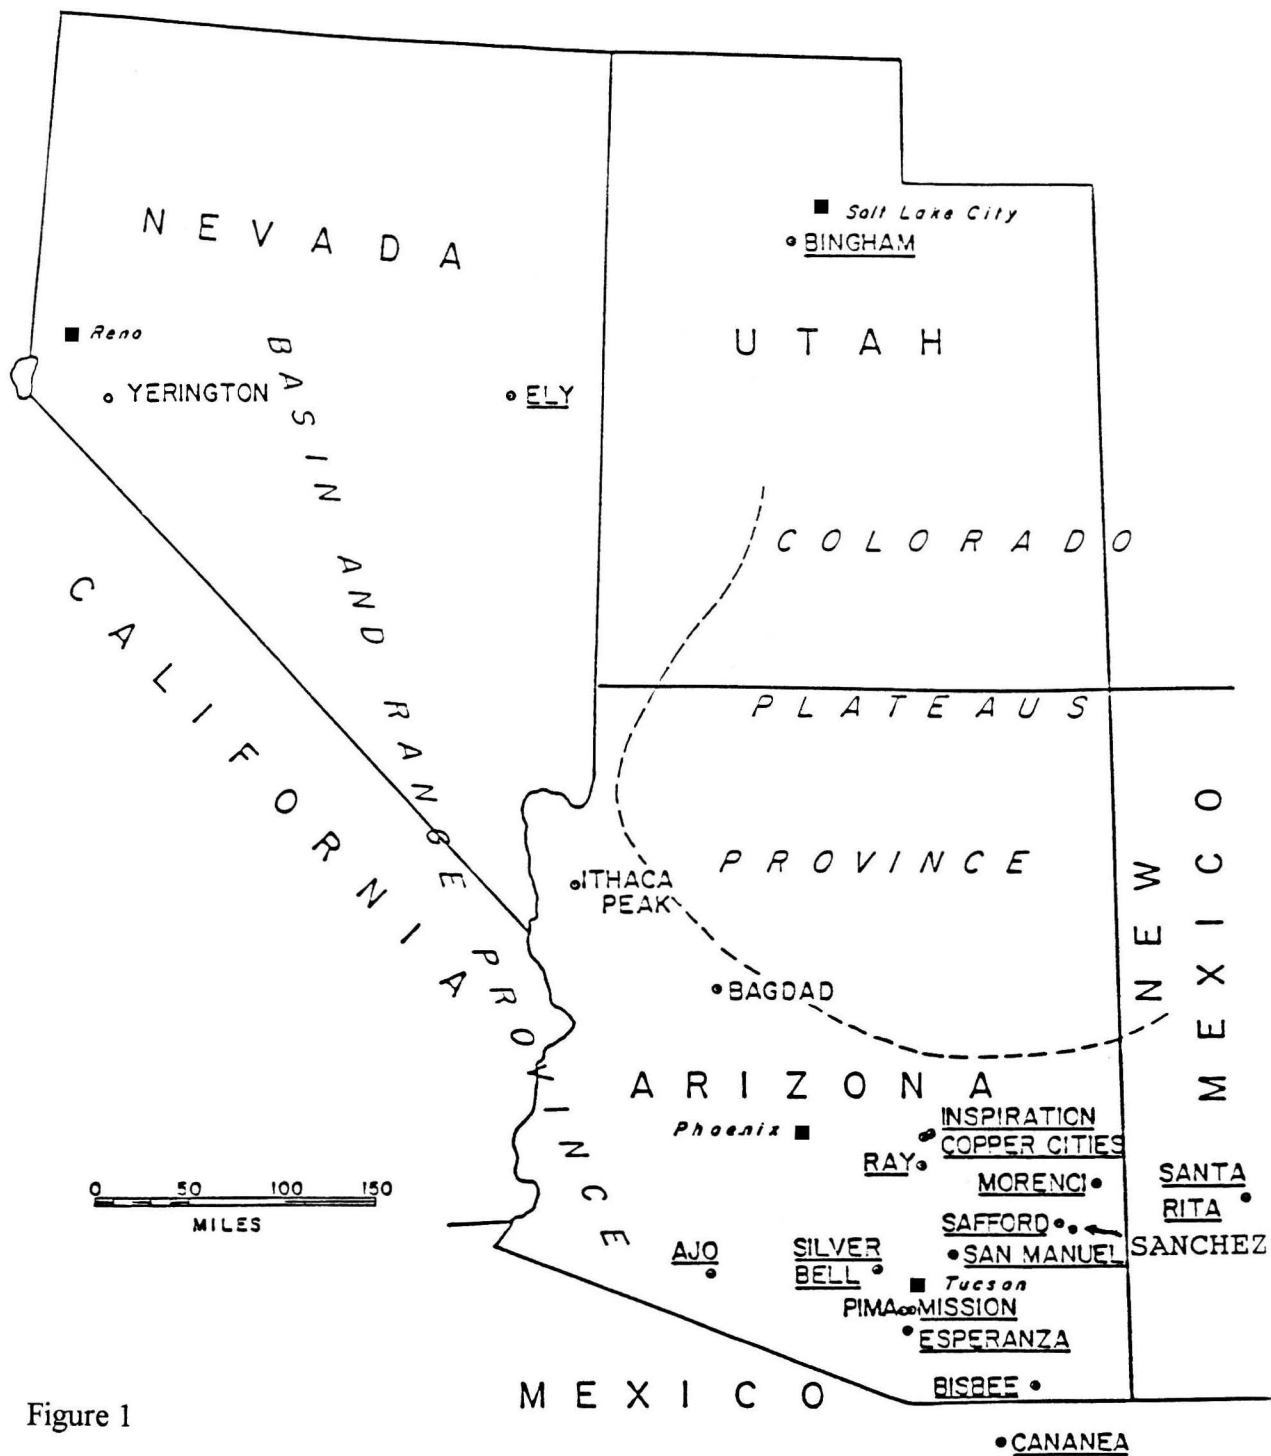 NEVADA
Salt Lake City
BINGHAM
Reno
UTAH
YERINGTON
ELY
BASIN AND RANGE PROVINCE
COLORADO
PLATEAUS
PROVINCE
CALIFORNIA
NEW
MEXICO
ITHACA
PEAK
BAGDAD
ARIZONA
Phoenix
INSPIRATION
COPPER CITIES
RAY
MORENCI
SANTA
RITA
0 50 100 150
MILES
SAFFORD
SANCHEZ
SAN MANUEL
AJO
SILVER
BELL
Tucson
PIMA
MISSION
ESPERANZA
BISBEE
MEXICO
CANANEA
Figure 1